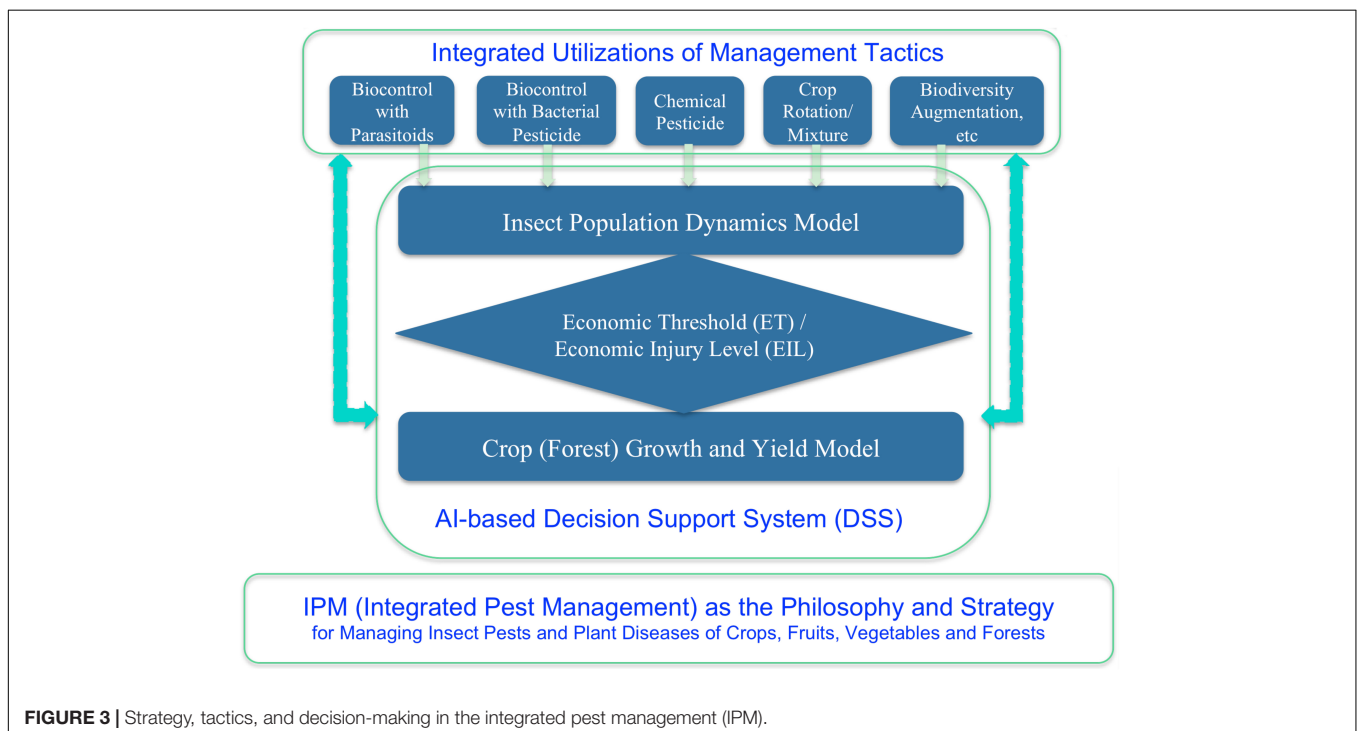 Integrated Utilizations of Management Tactics
Biocontrol
with
Parasitoids
Biocontrol
with Bacterial
Pesticide
Chemical
Pesticide
Crop
Rotation/
Mixture
Biodiversity
Augmentation,
etc
Insect Population Dynamics Model
Economic Threshold (ET) /
Economic Injury Level (EIL)
Crop (Forest) Growth and Yield Model
AI-based Decision Support System (DSS)
IPM (Integrated Pest Management) as the Philosophy and Strategy
for Managing Insect Pests and Plant Diseases of Crops, Fruits, Vegetables and Forests
FIGURE 3 | Strategy, tactics, and decision-making in the integrated pest management (IPM).